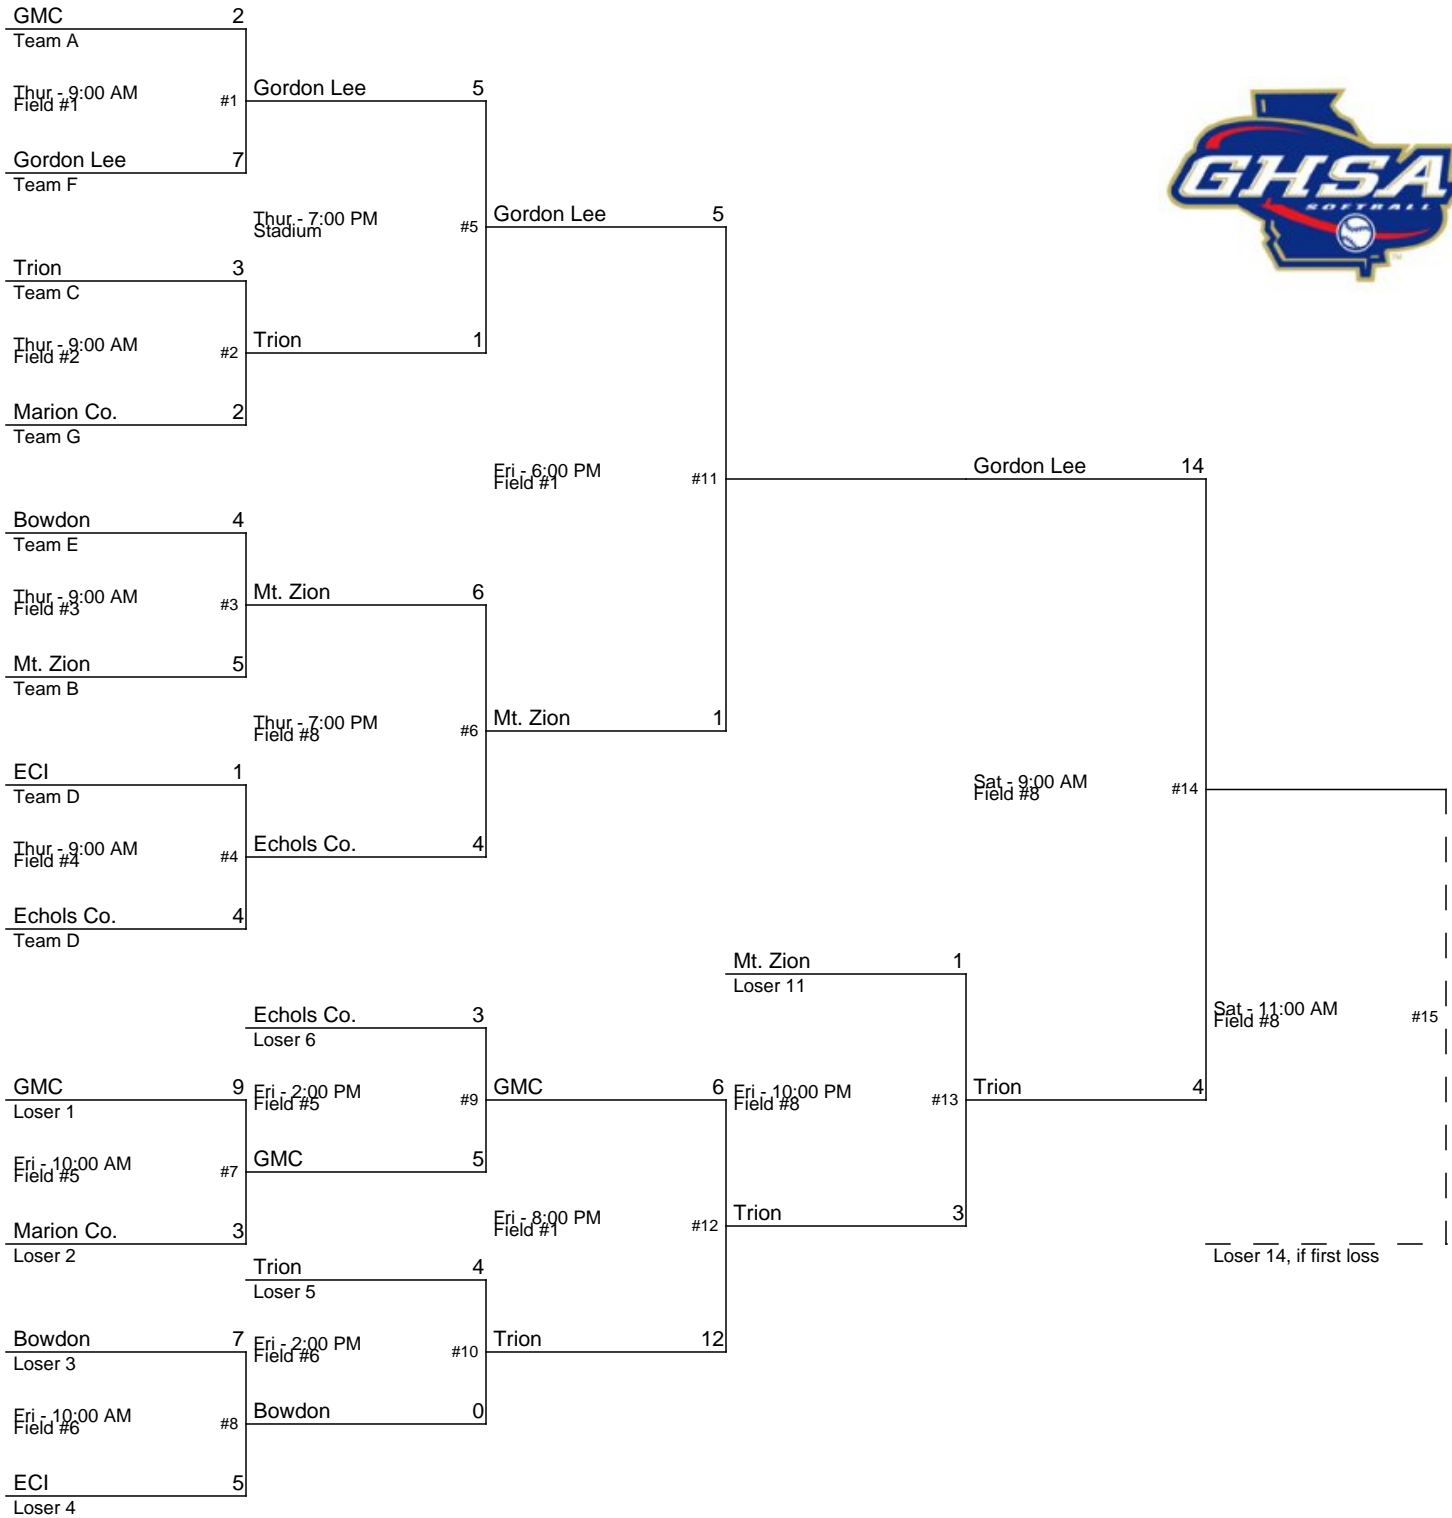 GMC 2
Team A
Thur - 9:00 AM
Field #1
#1
Gordon Lee 7
Team F
Gordon Lee 5
Thur - 7:00 PM
Stadium
#5
Trion 3
Team C
Thur - 9:00 AM
Field #2
#2
Marion Co. 2
Team G
Trion 1
Gordon Lee 5
GHSA
SOFTBALL
TM
Fri - 6:00 PM
Field #1
#11
Bowdon 4
Team E
Thur - 9:00 AM
Field #3
#3
Mt. Zion 5
Team B
Mt. Zion 6
Thur - 7:00 PM
Field #8
#6
Mt. Zion 1
ECI 1
Team D
Thur - 9:00 AM
Field #4
#4
Echols Co. 4
Team D
Echols Co. 4
Gordon Lee 14
Sat - 9:00 AM
Field #8
#14
Mt. Zion 1
Loser 11
Echols Co. 3
Loser 6
GMC 9
Loser 1
Fri - 10:00 AM
Field #5
#7
Marion Co. 3
Loser 2
Fri - 2:00 PM
Field #5
#9
GMC 5
GMC 6
Fri - 10:00 PM
Field #8
#13
Trion 4
Sat - 11:00 AM
Field #8
#15
Fri - 8:00 PM
Field #1
#12
Trion 3
Loser 14, if first loss
Trion 4
Loser 5
Bowdon 7
Loser 3
Fri - 10:00 AM
Field #6
#8
ECI 5
Loser 4
Fri - 2:00 PM
Field #6
#10
Bowdon 0
Trion 12